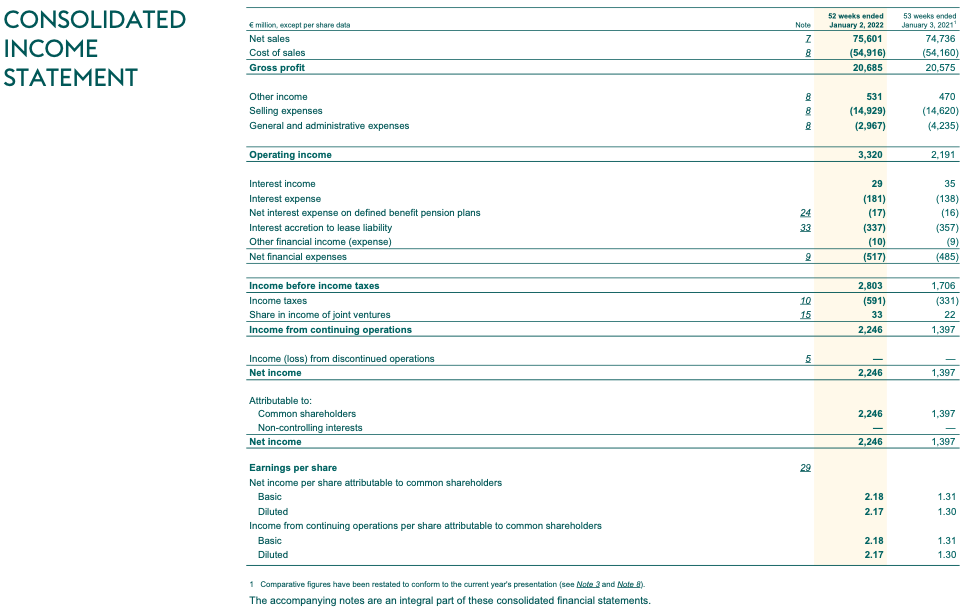 CONSOLIDATED
INCOME
STATEMENT
52 weeks ended 53 weeks ended
€ million, except per share data Note January 2, 2022 January 3, 2021¹
Net sales 7 75,601 74,736
Cost of sales 8 (54,916) (54,160)
Gross profit 20,685 20,575
Other income 8 531 470
Selling expenses 8 (14,929) (14,620)
General and administrative expenses 8 (2,967) (4,235)
Operating income 3,320 2,191
Interest income 29 35
Interest expense (181) (138)
Net interest expense on defined benefit pension plans 24 (17) (16)
Interest accretion to lease liability 33 (337) (357)
Other financial income (expense) (10) (9)
Net financial expenses 9 (517) (485)
Income before income taxes 2,803 1,706
Income taxes 10 (591) (331)
Share in income of joint ventures 15 33 22
Income from continuing operations 2,246 1,397
Income (loss) from discontinued operations 5 — —
Net income 2,246 1,397
Attributable to:
Common shareholders 2,246 1,397
Non-controlling interests — —
Net income 2,246 1,397
Earnings per share 29
Net income per share attributable to common shareholders
Basic 2.18 1.31
Diluted 2.17 1.30
Income from continuing operations per share attributable to common shareholders
Basic 2.18 1.31
Diluted 2.17 1.30
1 Comparative figures have been restated to conform to the current year's presentation (see Note 3 and Note 8).
The accompanying notes are an integral part of these consolidated financial statements.